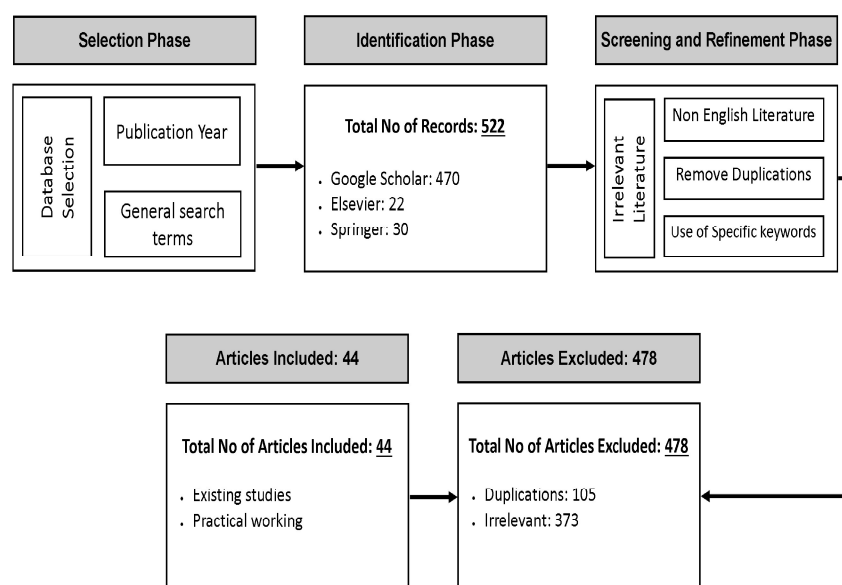 Selection Phase
Identification Phase
Screening and Refinement Phase
Database
Selection
Publication Year
General search
terms
Total No of Records: 522
• Google Scholar: 470
• Elsevier: 22
• Springer: 30
Irrelevant
Literature
Non English Literature
Remove Duplications
Use of Specific keywords
Articles Included: 44
Articles Excluded: 478
Total No of Articles Included: 44
• Existing studies
• Practical working
Total No of Articles Excluded: 478
• Duplications: 105
• Irrelevant: 373